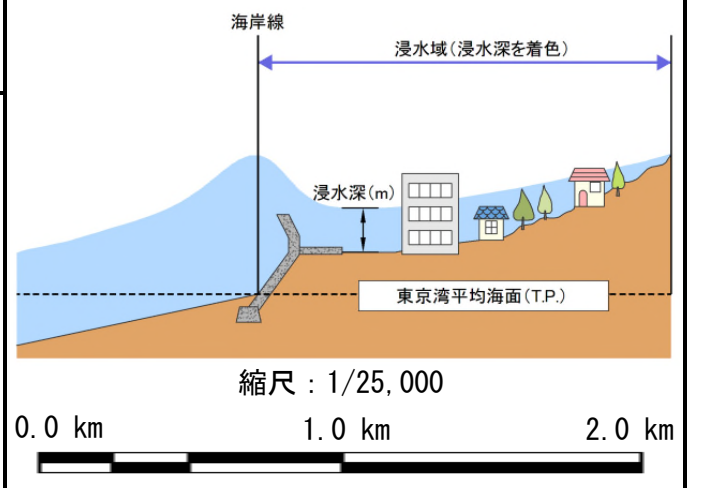 海岸線
浸水域（浸水深を着色）
浸水深（m）
東京湾平均海面（T.P.）
縮尺：1/25,000
0.0 km 1.0 km 2.0 km